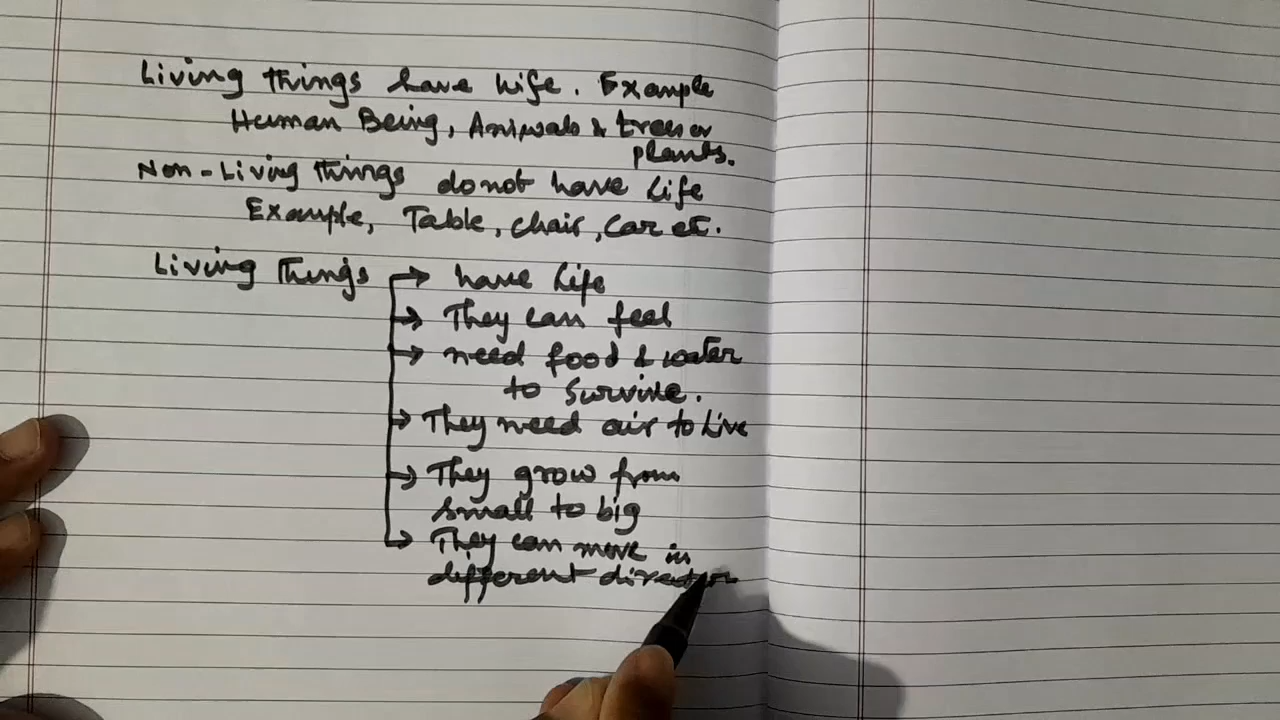 Living things have life. Example
Human Being, Animals & trees or
plants.
Non-Living things do not have life
Example, Table, chair, car etc.
Living things → have life
→ They can feel
→ need food & water
to survive.
→ They need air to live
→ They grow from
small to big
→ They can move in
different direction